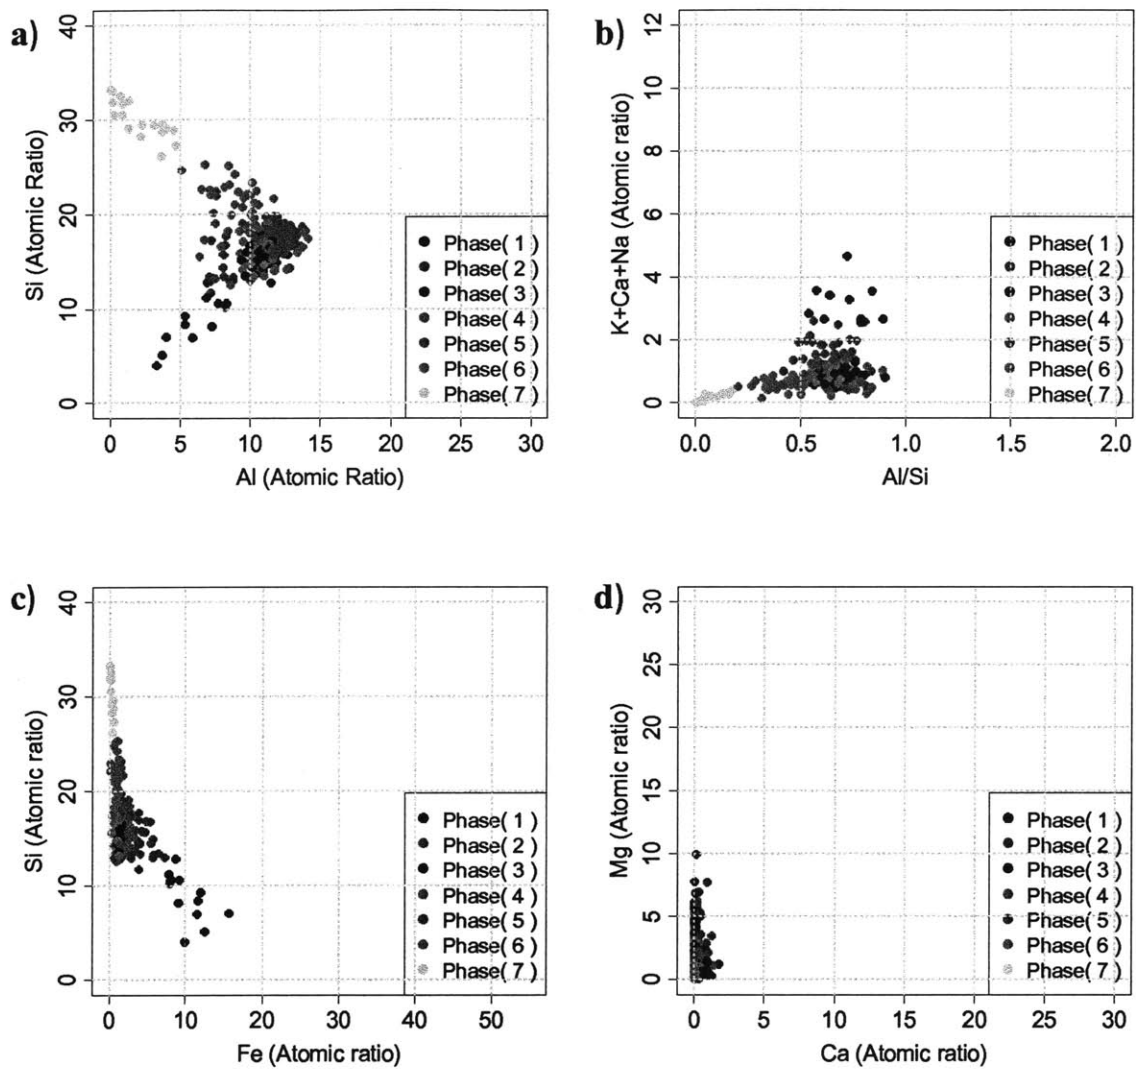 a)
40
30
20
10
0
Si (Atomic Ratio)
Phase( 1 )
Phase( 2 )
Phase( 3 )
Phase( 4 )
Phase( 5 )
Phase( 6 )
Phase( 7 )
0 5 10 15 20 25 30
Al (Atomic Ratio)
b)
12
10
8
6
4
2
0
K+Ca+Na (Atomic ratio)
Phase( 1 )
Phase( 2 )
Phase( 3 )
Phase( 4 )
Phase( 5 )
Phase( 6 )
Phase( 7 )
0.0 0.5 1.0 1.5 2.0
Al/Si
c)
40
30
20
10
0
Si (Atomic ratio)
Phase( 1 )
Phase( 2 )
Phase( 3 )
Phase( 4 )
Phase( 5 )
Phase( 6 )
Phase( 7 )
0 10 20 30 40 50
Fe (Atomic ratio)
d)
30
25
20
15
10
5
0
Mg (Atomic ratio)
Phase( 1 )
Phase( 2 )
Phase( 3 )
Phase( 4 )
Phase( 5 )
Phase( 6 )
Phase( 7 )
0 5 10 15 20 25 30
Ca (Atomic ratio)